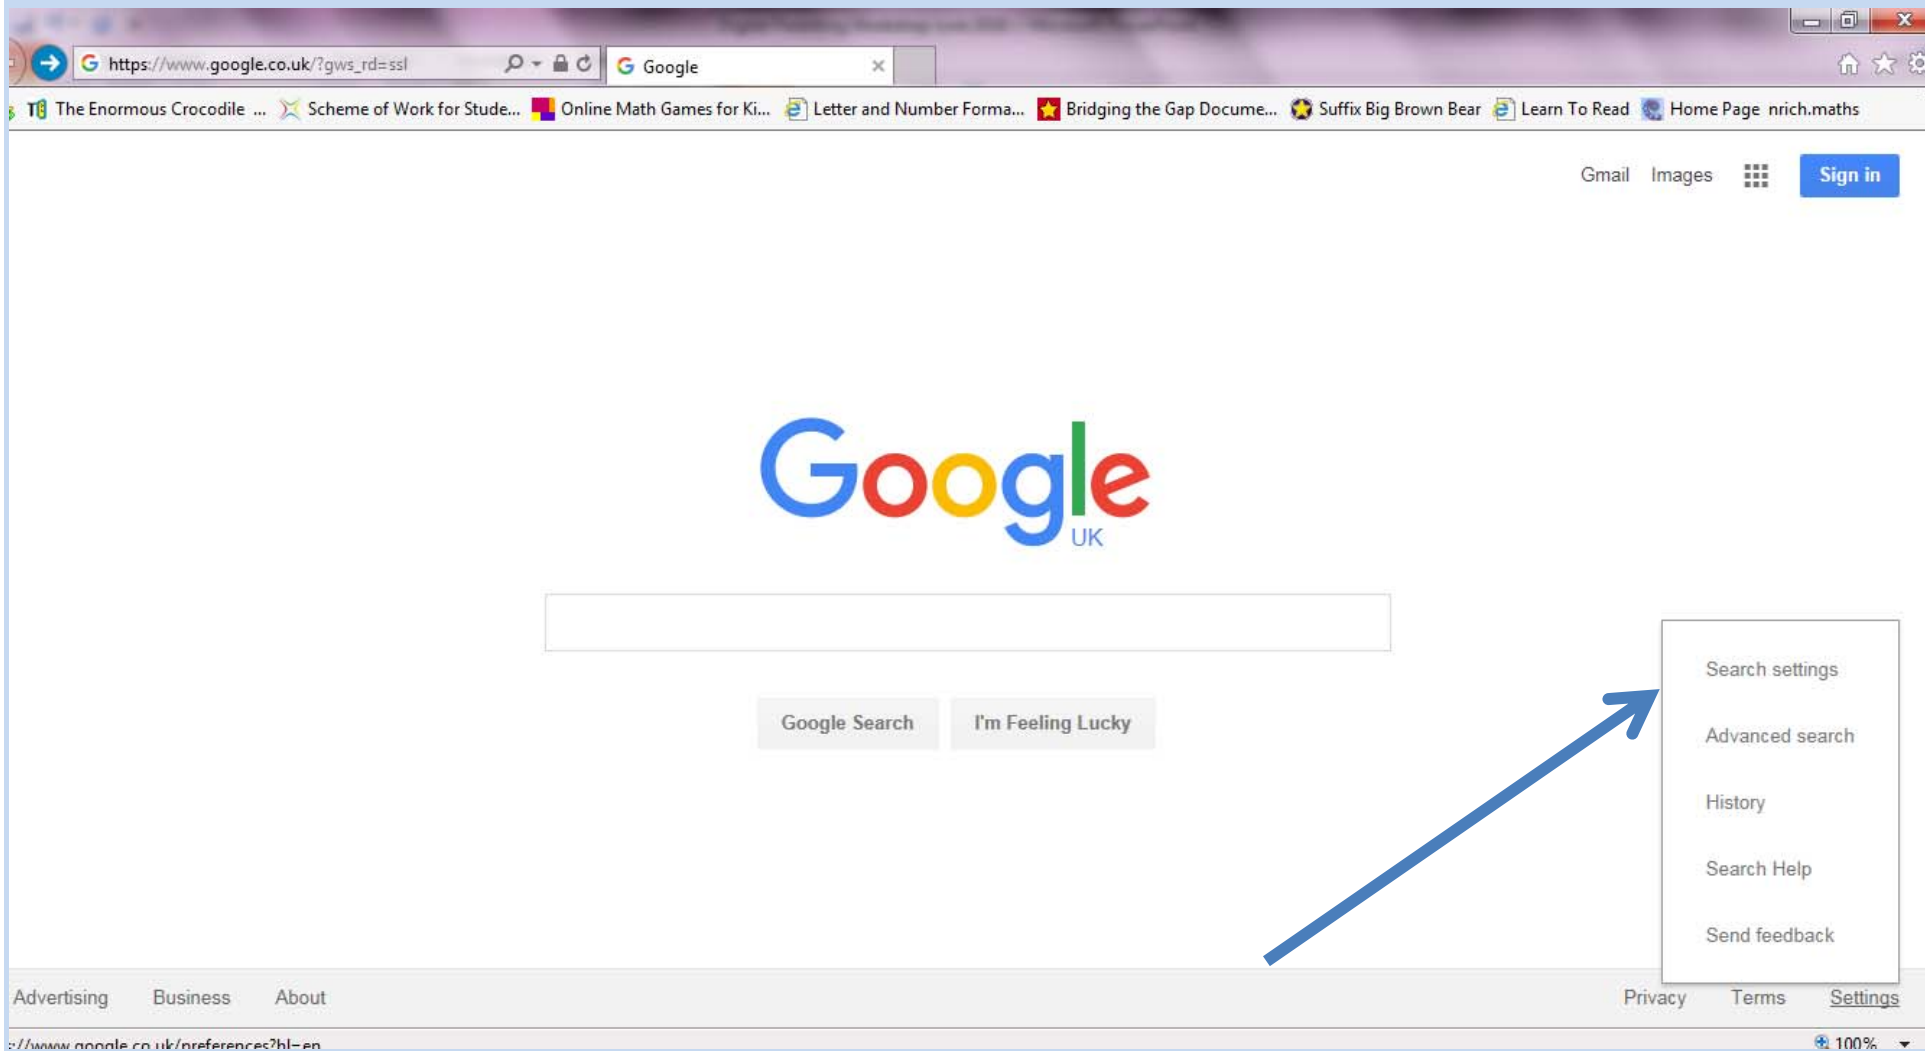 https://www.google.co.uk/?gws_rd=ssl
Google
The Enormous Crocodile ... Scheme of Work for Stude... Online Math Games for Ki... Letter and Number Forma... Bridging the Gap Docume... Suffix Big Brown Bear Learn To Read Home Page nrich.maths
Gmail Images Sign in
Google
UK
Google Search I'm Feeling Lucky
Search settings
Advanced search
History
Search Help
Send feedback
Advertising Business About Privacy Terms Settings
://www.google.co.uk/preferences?hl=en 100%